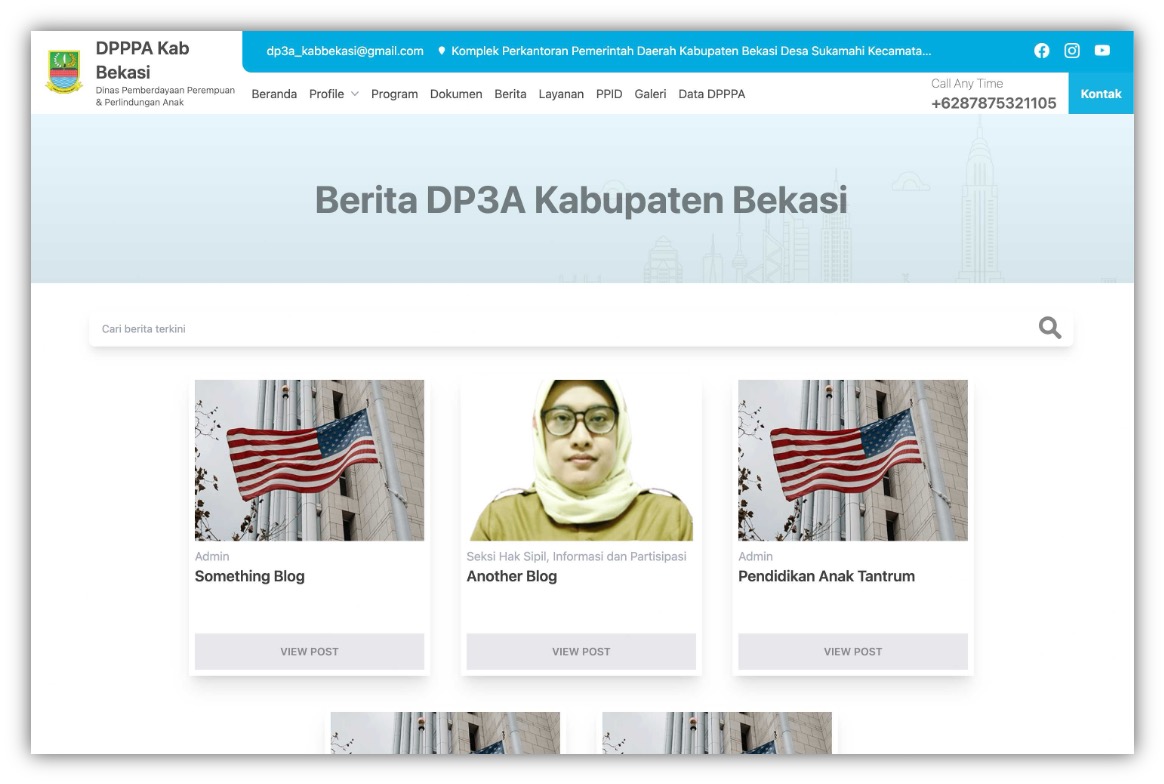 DPPPA Kab
Bekasi
Dinas Pemberdayaan Perempuan
& Perlindungan Anak
dp3a_kabbekasi@gmail.com
Komplek Perkantoran Pemerintah Daerah Kabupaten Bekasi Desa Sukamahi Kecamata...
Beranda Profile Program Dokumen Berita Layanan PPID Galeri Data DPPPA
Call Any Time
+6287875321105
Kontak
Berita DP3A Kabupaten Bekasi
Cari berita terkini
Admin
Something Blog
VIEW POST
Seksi Hak Sipil, Informasi dan Partisipasi
Another Blog
VIEW POST
Admin
Pendidikan Anak Tantrum
VIEW POST